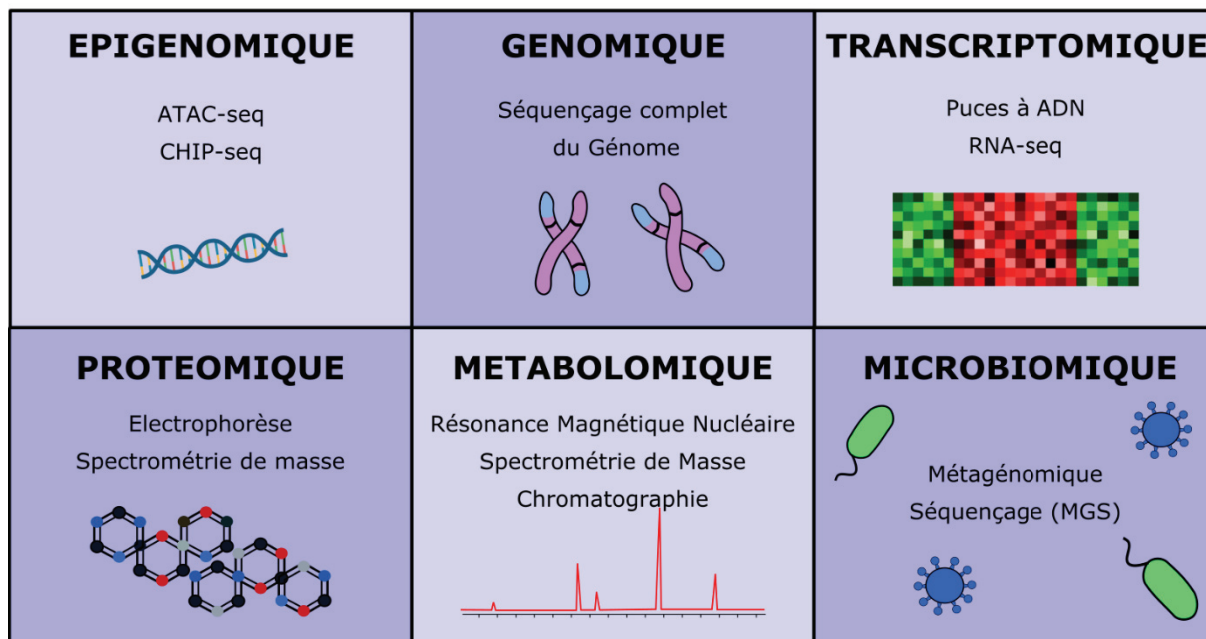 EPIGENOMIQUE
ATAC-seq
CHIP-seq
GENOMIQUE
Séquençage complet
du Génome
TRANSCRIPTOMIQUE
Puces à ADN
RNA-seq
PROTEOMIQUE
Electrophorèse
Spectrométrie de masse
METABOLOMIQUE
Résonance Magnétique Nucléaire
Spectrométrie de Masse
Chromatographie
MICROBIOMIQUE
Métagénomique
Séquençage (MGS)